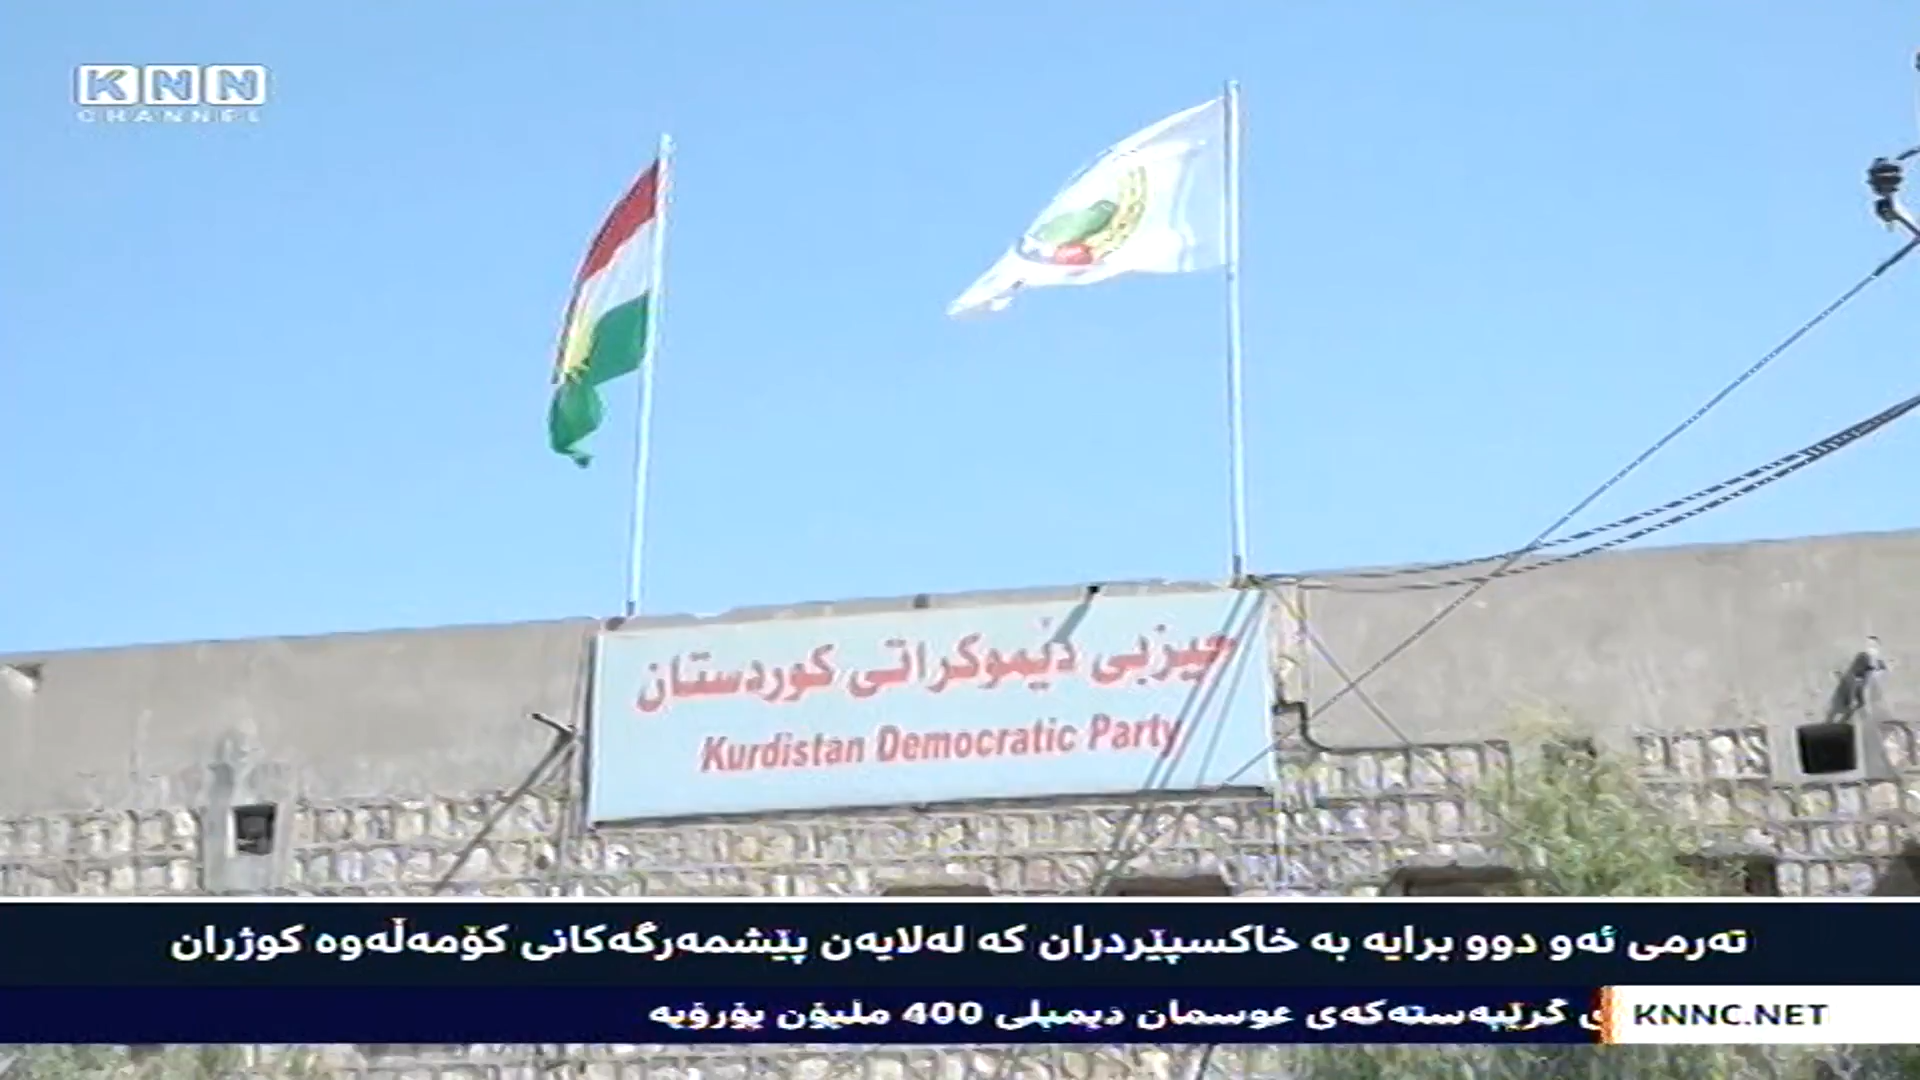 KNN
CHANNEL
حیزبی دێموکراتی کوردستان
Kurdistan Democratic Party
تەرمی ئەو دوو برایە بە خاکسپێردران کە لەلایەن پێشمەرگەکانی کۆمەڵەوە کوژران
ی گرێبەستەکەی عوسمان دیمبلی 400 ملیۆن یۆرۆیە
KNNC.NET